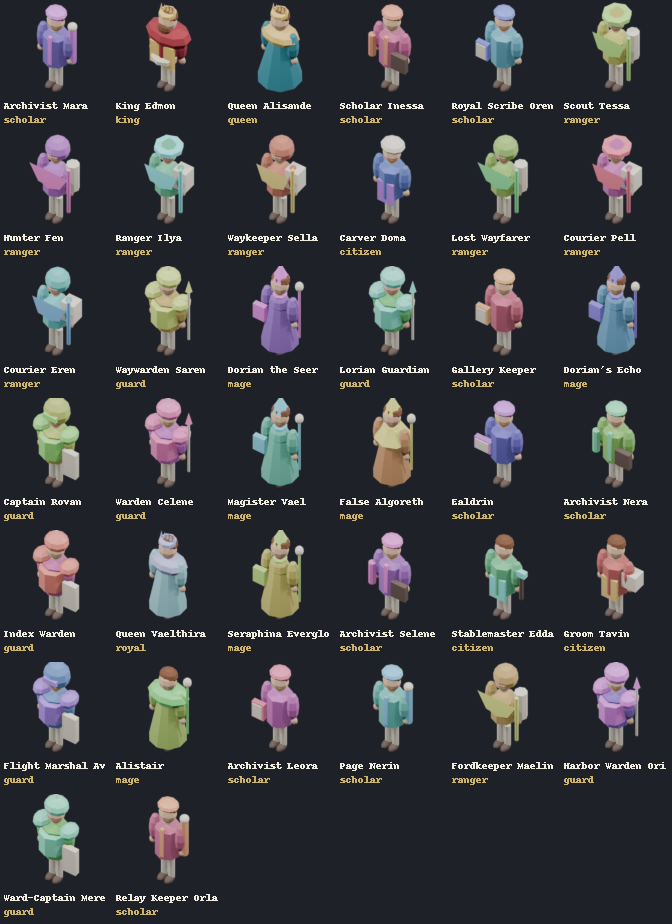 Archivist Mara King Edmon Queen Alisande Scholar Inessa Royal Scribe Oren Scout Tessa
scholar king queen scholar scholar ranger
Hunter Fen Ranger Ilya Waykeeper Sella Carver Doma Lost Wayfarer Courier Pell
ranger ranger ranger citizen ranger ranger
Courier Eren Waywarden Saren Dorian the Seer Lorian Guardian Gallery Keeper Dorian's Echo
ranger guard mage guard scholar mage
Captain Rovan Warden Celene Magister Vael False Algoreth Ealdrin Archivist Nera
guard guard mage mage scholar scholar
Index Warden Queen Vaelthira Seraphina Everglo Archivist Selene Stablemaster Edda Groom Tavin
guard royal mage scholar citizen citizen
Flight Marshal Av Alistair Archivist Leora Page Nerin Fordkeeper Maelin Harbor Warden Ori
guard mage scholar scholar ranger guard
Ward-Captain Mere Relay Keeper Orla
guard scholar